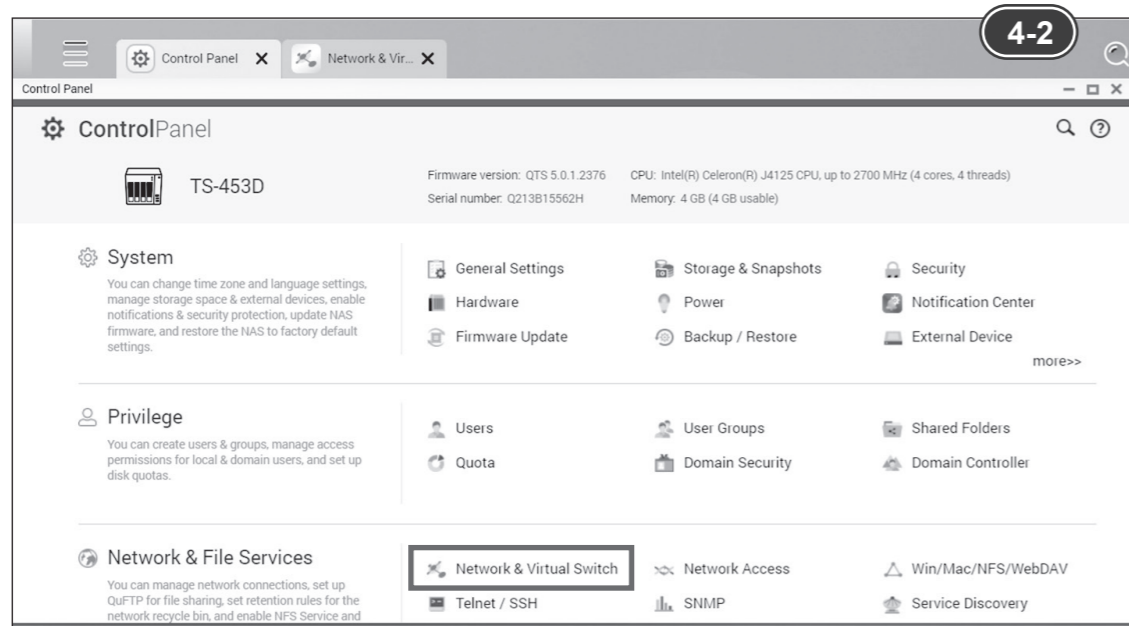 4-2
Control Panel
Network & Vir...
Control Panel
ControlPanel
TS-453D
Firmware version: QTS 5.0.1.2376
CPU: Intel(R) Celeron(R) J4125 CPU, up to 2700 MHz (4 cores, 4 threads)
Serial number: Q213B15562H
Memory: 4 GB (4 GB usable)
System
You can change time zone and language settings,
manage storage space & external devices, enable
notifications & security protection, update NAS
firmware, and restore the NAS to factory default
settings.
General Settings
Storage & Snapshots
Security
Hardware
Power
Notification Center
Firmware Update
Backup / Restore
External Device
more>>
Privilege
You can create users & groups, manage access
permissions for local & domain users, and set up
disk quotas.
Users
User Groups
Shared Folders
Quota
Domain Security
Domain Controller
Network & File Services
You can manage network connections, set up
QuFTP for file sharing, set retention rules for the
network recycle bin, and enable NFS Service and
Network & Virtual Switch
Network Access
Win/Mac/NFS/WebDAV
Telnet / SSH
SNMP
Service Discovery